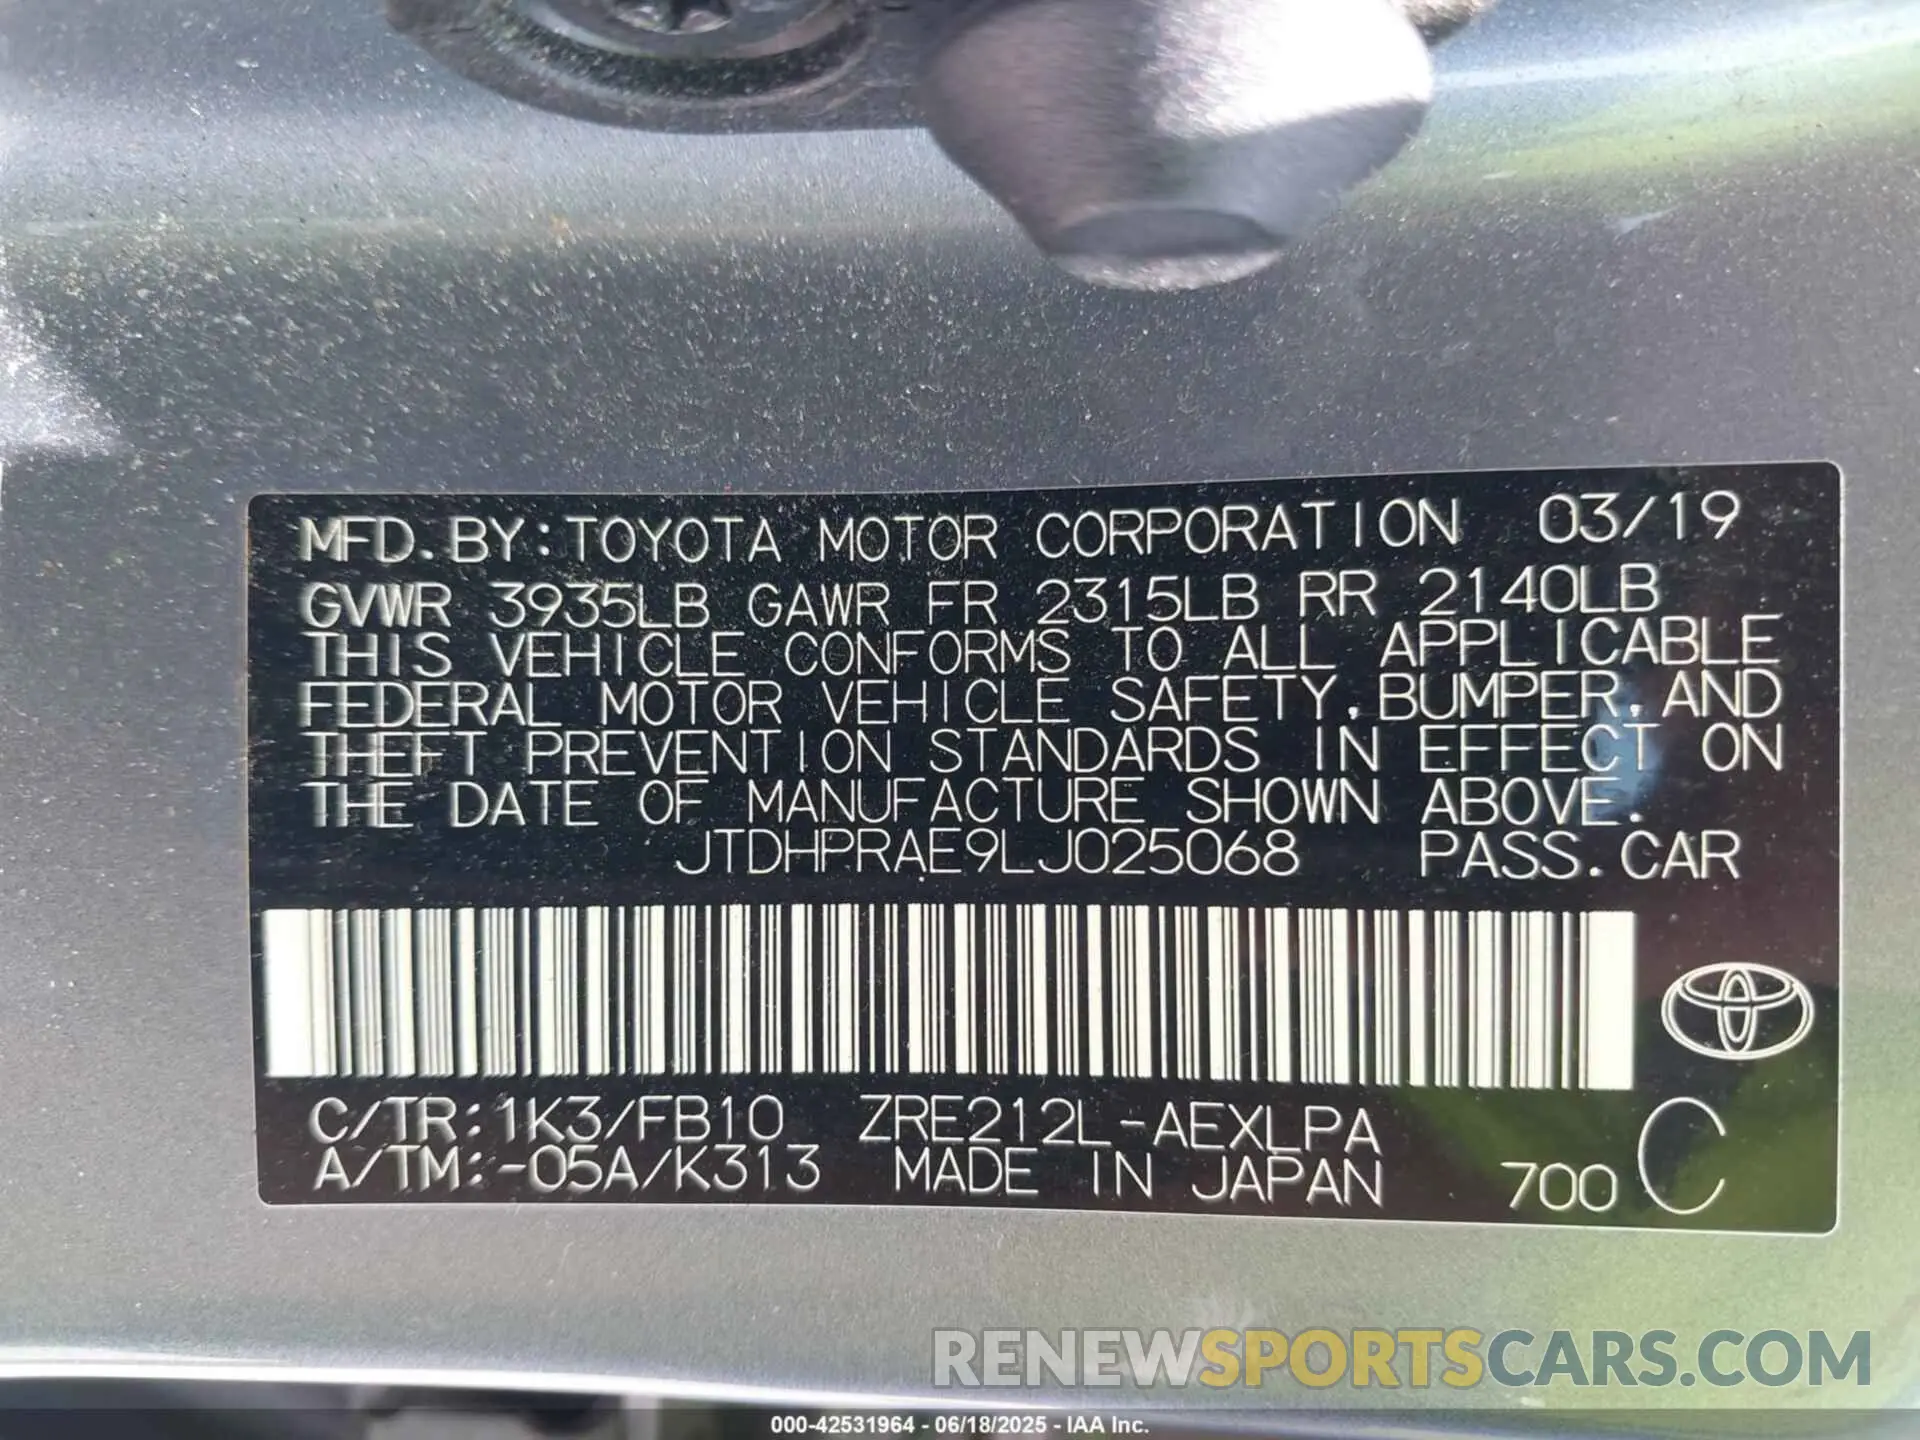 MFD. BY: TOYOTA MOTOR CORPORATION 03/19
GVWR 3935LB GAWR FR 2315LB RR 2140LB
THIS VEHICLE CONFORMS TO ALL APPLICABLE
FEDERAL MOTOR VEHICLE SAFETY, BUMPER, AND
THEFT PREVENTION STANDARDS IN EFFECT ON
THE DATE OF MANUFACTURE SHOWN ABOVE.
JTDHPRAE9LJ025068 PASS. CAR
C/TR: 1K3/FB10 ZRE212L-AEXLPA
A/TM: -05A/K313 MADE IN JAPAN 700 C
RENEWSPORTSCARS.COM
000-42531964 - 06/18/2025 - IAA Inc.